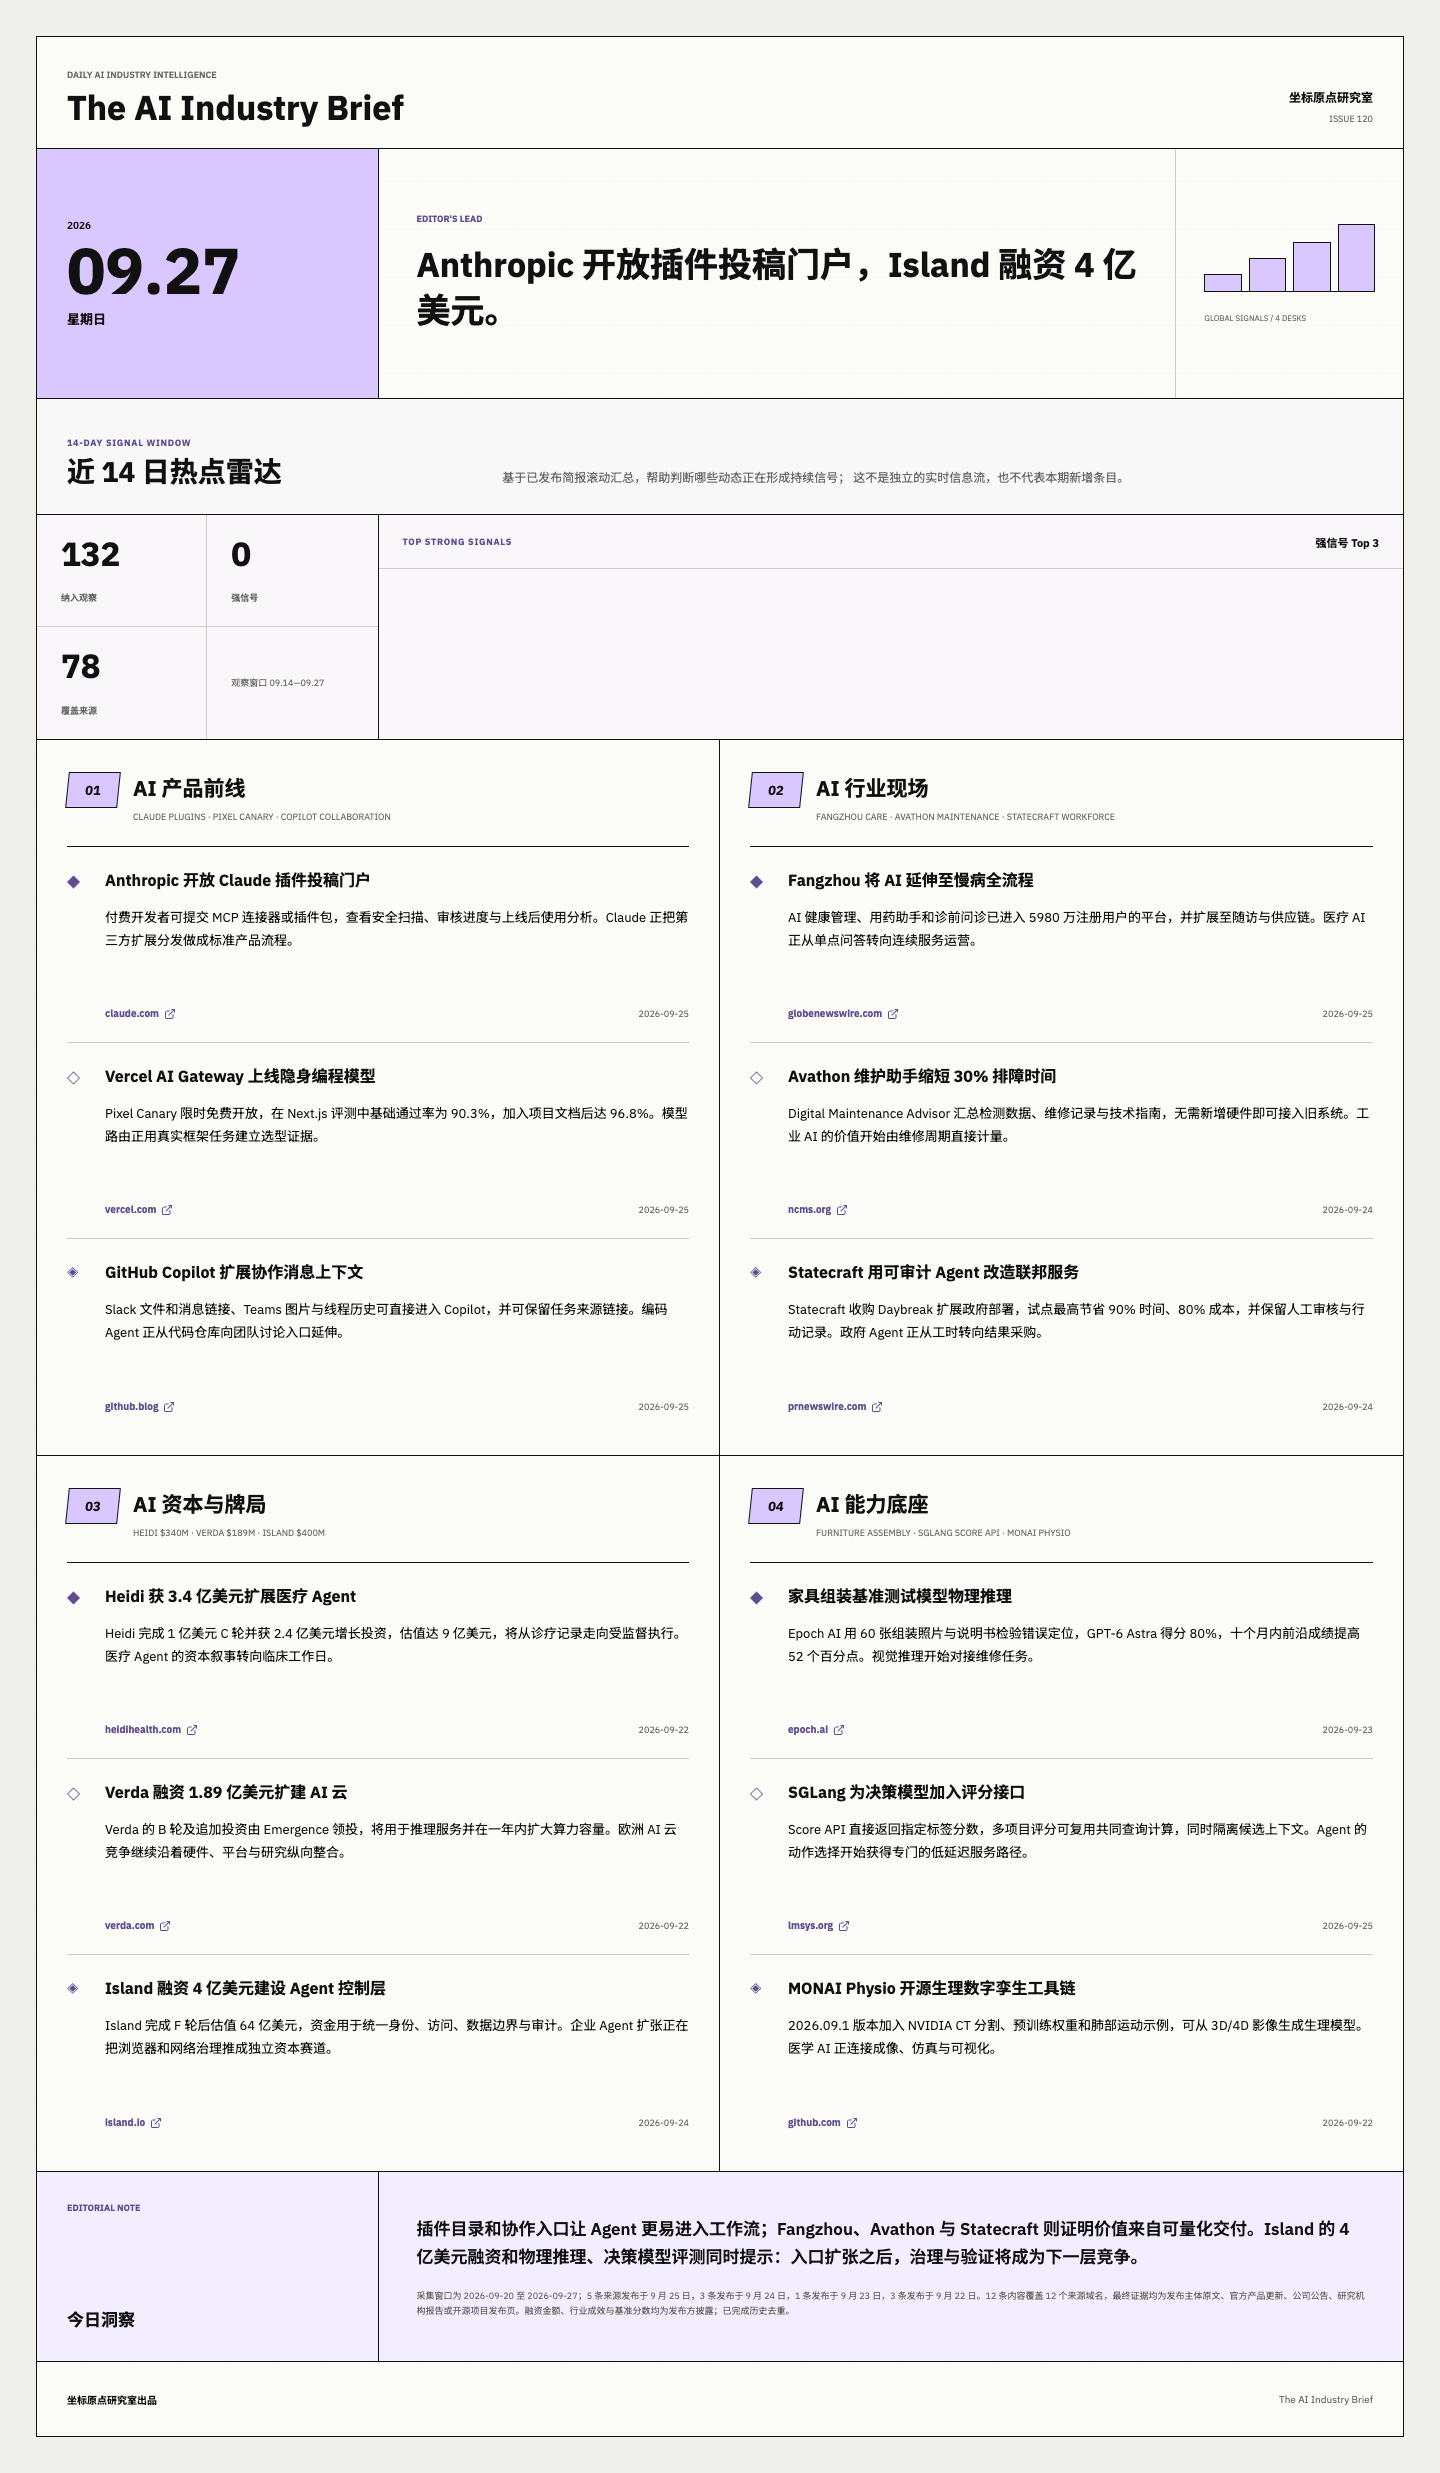 DAILY AI INDUSTRY INTELLIGENCE
The AI Industry Brief
坐标原点研究室
ISSUE 120
2026
09.27
星期日
EDITOR'S LEAD
Anthropic 开放插件投稿门户，Island 融资 4 亿
美元。
GLOBAL SIGNALS / 4 DESKS
14-DAY SIGNAL WINDOW
近 14 日热点雷达
基于已发布简报滚动汇总，帮助判断哪些动态正在形成持续信号； 这不是独立的实时信息流，也不代表本期新增条目。
132
纳入观察
0
强信号
78
覆盖来源
观察窗口 09.14—09.27
TOP STRONG SIGNALS
强信号 Top 3
01
AI 产品前线
CLAUDE PLUGINS · PIXEL CANARY · COPILOT COLLABORATION
Anthropic 开放 Claude 插件投稿门户
付费开发者可提交 MCP 连接器或插件包，查看安全扫描、审核进度与上线后使用分析。Claude 正把第
三方扩展分发做成标准产品流程。
claude.com
2026-09-25
Vercel AI Gateway 上线隐身编程模型
Pixel Canary 限时免费开放，在 Next.js 评测中基础通过率为 90.3%，加入项目文档后达 96.8%。模型
路由正用真实框架任务建立选型证据。
vercel.com
2026-09-25
GitHub Copilot 扩展协作消息上下文
Slack 文件和消息链接、Teams 图片与线程历史可直接进入 Copilot，并可保留任务来源链接。编码
Agent 正从代码仓库向团队讨论入口延伸。
github.blog
2026-09-25
02
AI 行业现场
FANGZHOU CARE · AVATHON MAINTENANCE · STATECRAFT WORKFORCE
Fangzhou 将 AI 延伸至慢病全流程
AI 健康管理、用药助手和诊前问诊已进入 5980 万注册用户的平台，并扩展至随访与供应链。医疗 AI
正从单点问答转向连续服务运营。
globenewswire.com
2026-09-25
Avathon 维护助手缩短 30% 排障时间
Digital Maintenance Advisor 汇总检测数据、维修记录与技术指南，无需新增硬件即可接入旧系统。工
业 AI 的价值开始由维修周期直接计量。
ncms.org
2026-09-24
Statecraft 用可审计 Agent 改造联邦服务
Statecraft 收购 Daybreak 扩展政府部署，试点最高节省 90% 时间、80% 成本，并保留人工审核与行
动记录。政府 Agent 正从工时转向结果采购。
prnewswire.com
2026-09-24
03
AI 资本与牌局
HEIDI $340M · VERDA $189M · ISLAND $400M
Heidi 获 3.4 亿美元扩展医疗 Agent
Heidi 完成 1 亿美元 C 轮并获 2.4 亿美元增长投资，估值达 9 亿美元，将从诊疗记录走向受监督执行。
医疗 Agent 的资本叙事转向临床工作日。
heidihealth.com
2026-09-22
Verda 融资 1.89 亿美元扩建 AI 云
Verda 的 B 轮及追加投资由 Emergence 领投，将用于推理服务并在一年内扩大算力容量。欧洲 AI 云
竞争继续沿着硬件、平台与研究纵向整合。
verda.com
2026-09-22
Island 融资 4 亿美元建设 Agent 控制层
Island 完成 F 轮后估值 64 亿美元，资金用于统一身份、访问、数据边界与审计。企业 Agent 扩张正在
把浏览器和网络治理推成独立资本赛道。
island.io
2026-09-24
04
AI 能力底座
FURNITURE ASSEMBLY · SGLANG SCORE API · MONAI PHYSIO
家具组装基准测试模型物理推理
Epoch AI 用 60 张组装照片与说明书检验错误定位，GPT-6 Astra 得分 80%，十个月内前沿成绩提高
52 个百分点。视觉推理开始对接维修任务。
epoch.ai
2026-09-23
SGLang 为决策模型加入评分接口
Score API 直接返回指定标签分数，多项目评分可复用共同查询计算，同时隔离候选上下文。Agent 的
动作选择开始获得专门的低延迟服务路径。
lmsys.org
2026-09-25
MONAI Physio 开源生理数字孪生工具链
2026.09.1 版本加入 NVIDIA CT 分割、预训练权重和肺部运动示例，可从 3D/4D 影像生成生理模型。
医学 AI 正连接成像、仿真与可视化。
github.com
2026-09-22
EDITORIAL NOTE
今日洞察
插件目录和协作入口让 Agent 更易进入工作流；Fangzhou、Avathon 与 Statecraft 则证明价值来自可量化交付。Island 的 4
亿美元融资和物理推理、决策模型评测同时提示：入口扩张之后，治理与验证将成为下一层竞争。
采集窗口为 2026-09-20 至 2026-09-27；5 条来源发布于 9 月 25 日，3 条发布于 9 月 24 日，1 条发布于 9 月 23 日，3 条发布于 9 月 22 日。12 条内容覆盖 12 个来源域名，最终证据均为发布主体原文、官方产品更新、公司公告、研究机
构报告或开源项目发布页。融资金额、行业成效与基准分数均为发布方披露；已完成历史去重。
坐标原点研究室出品
The AI Industry Brief